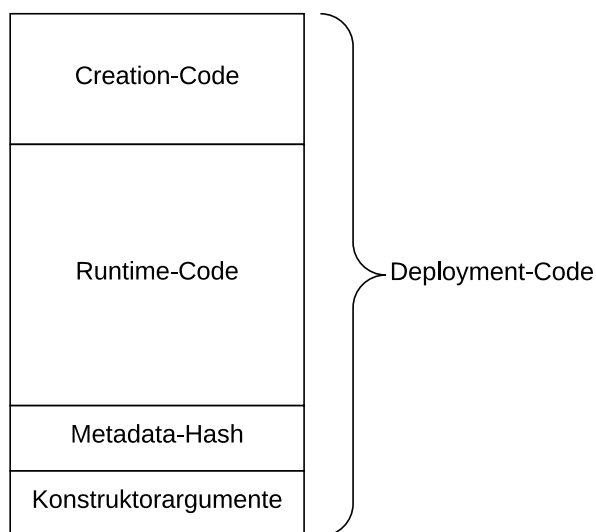 Creation-Code
Runtime-Code
Deployment-Code
Metadata-Hash
Konstruktorargumente